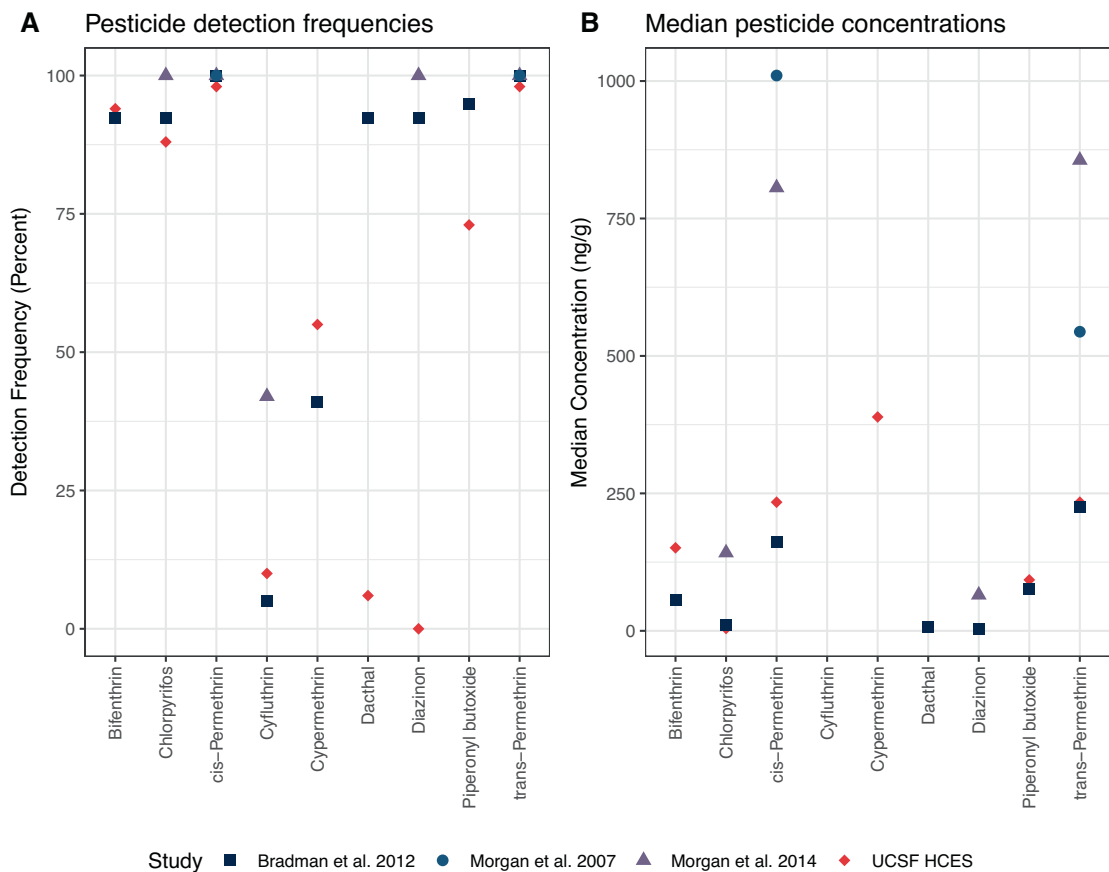 A Pesticide detection frequencies
Detection Frequency (Percent)
100
75
50
25
0
Bifenthrin
Chlorpyrifos
cis−Permethrin
Cyfluthrin
Cypermethrin
Dacthal
Diazinon
Piperonyl butoxide
trans−Permethrin
B Median pesticide concentrations
Median Concentration (ng/g)
1000
750
500
250
0
Bifenthrin
Chlorpyrifos
cis−Permethrin
Cyfluthrin
Cypermethrin
Dacthal
Diazinon
Piperonyl butoxide
trans−Permethrin
Study Bradman et al. 2012 Morgan et al. 2007 Morgan et al. 2014 UCSF HCES